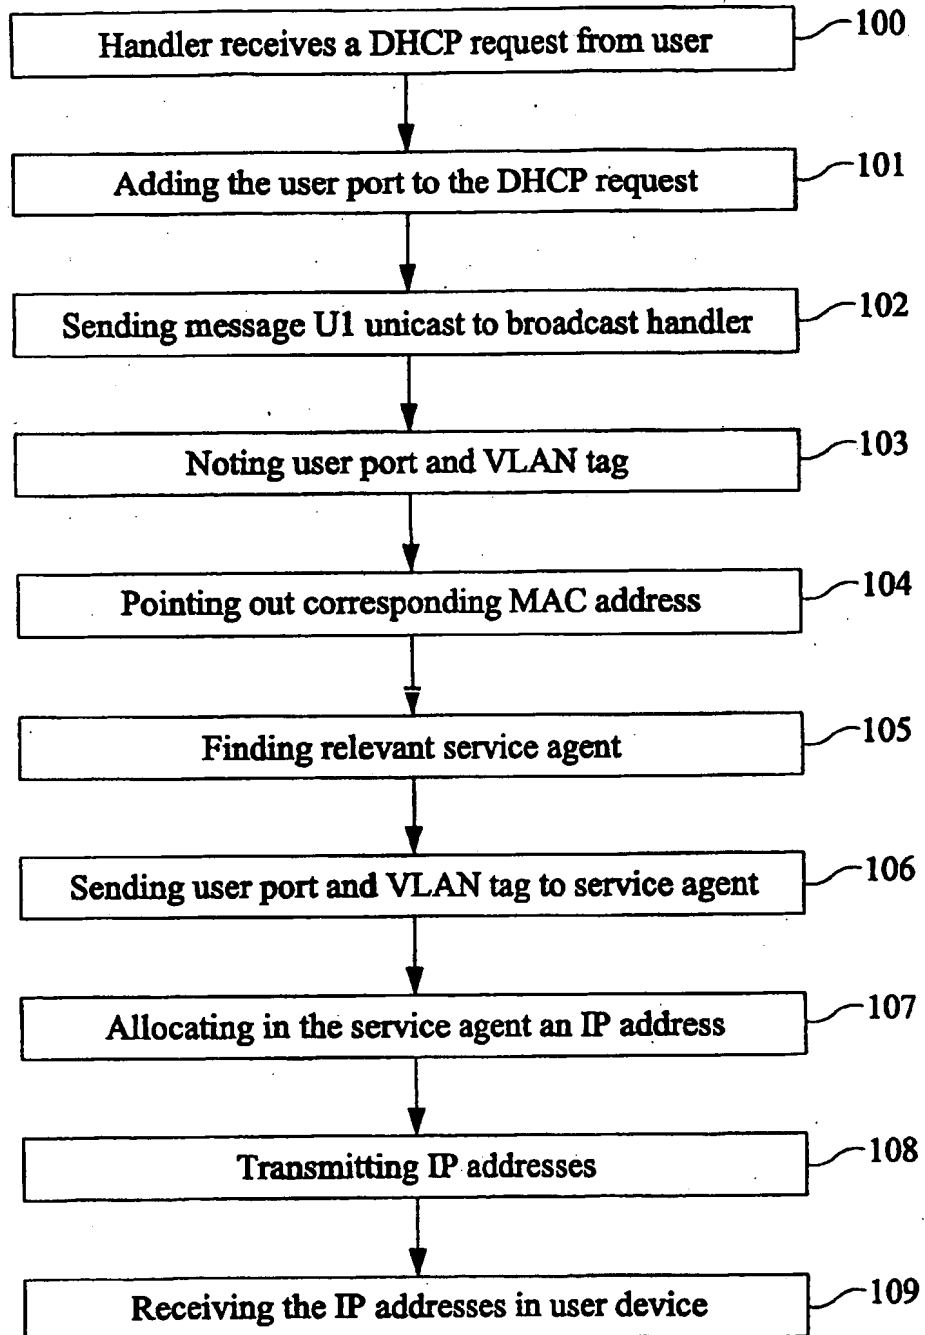 Handler receives a DHCP request from user
100
Adding the user port to the DHCP request
101
Sending message U1 unicast to broadcast handler
102
Noting user port and VLAN tag
103
Pointing out corresponding MAC address
104
Finding relevant service agent
105
Sending user port and VLAN tag to service agent
106
Allocating in the service agent an IP address
107
Transmitting IP addresses
108
Receiving the IP addresses in user device
109